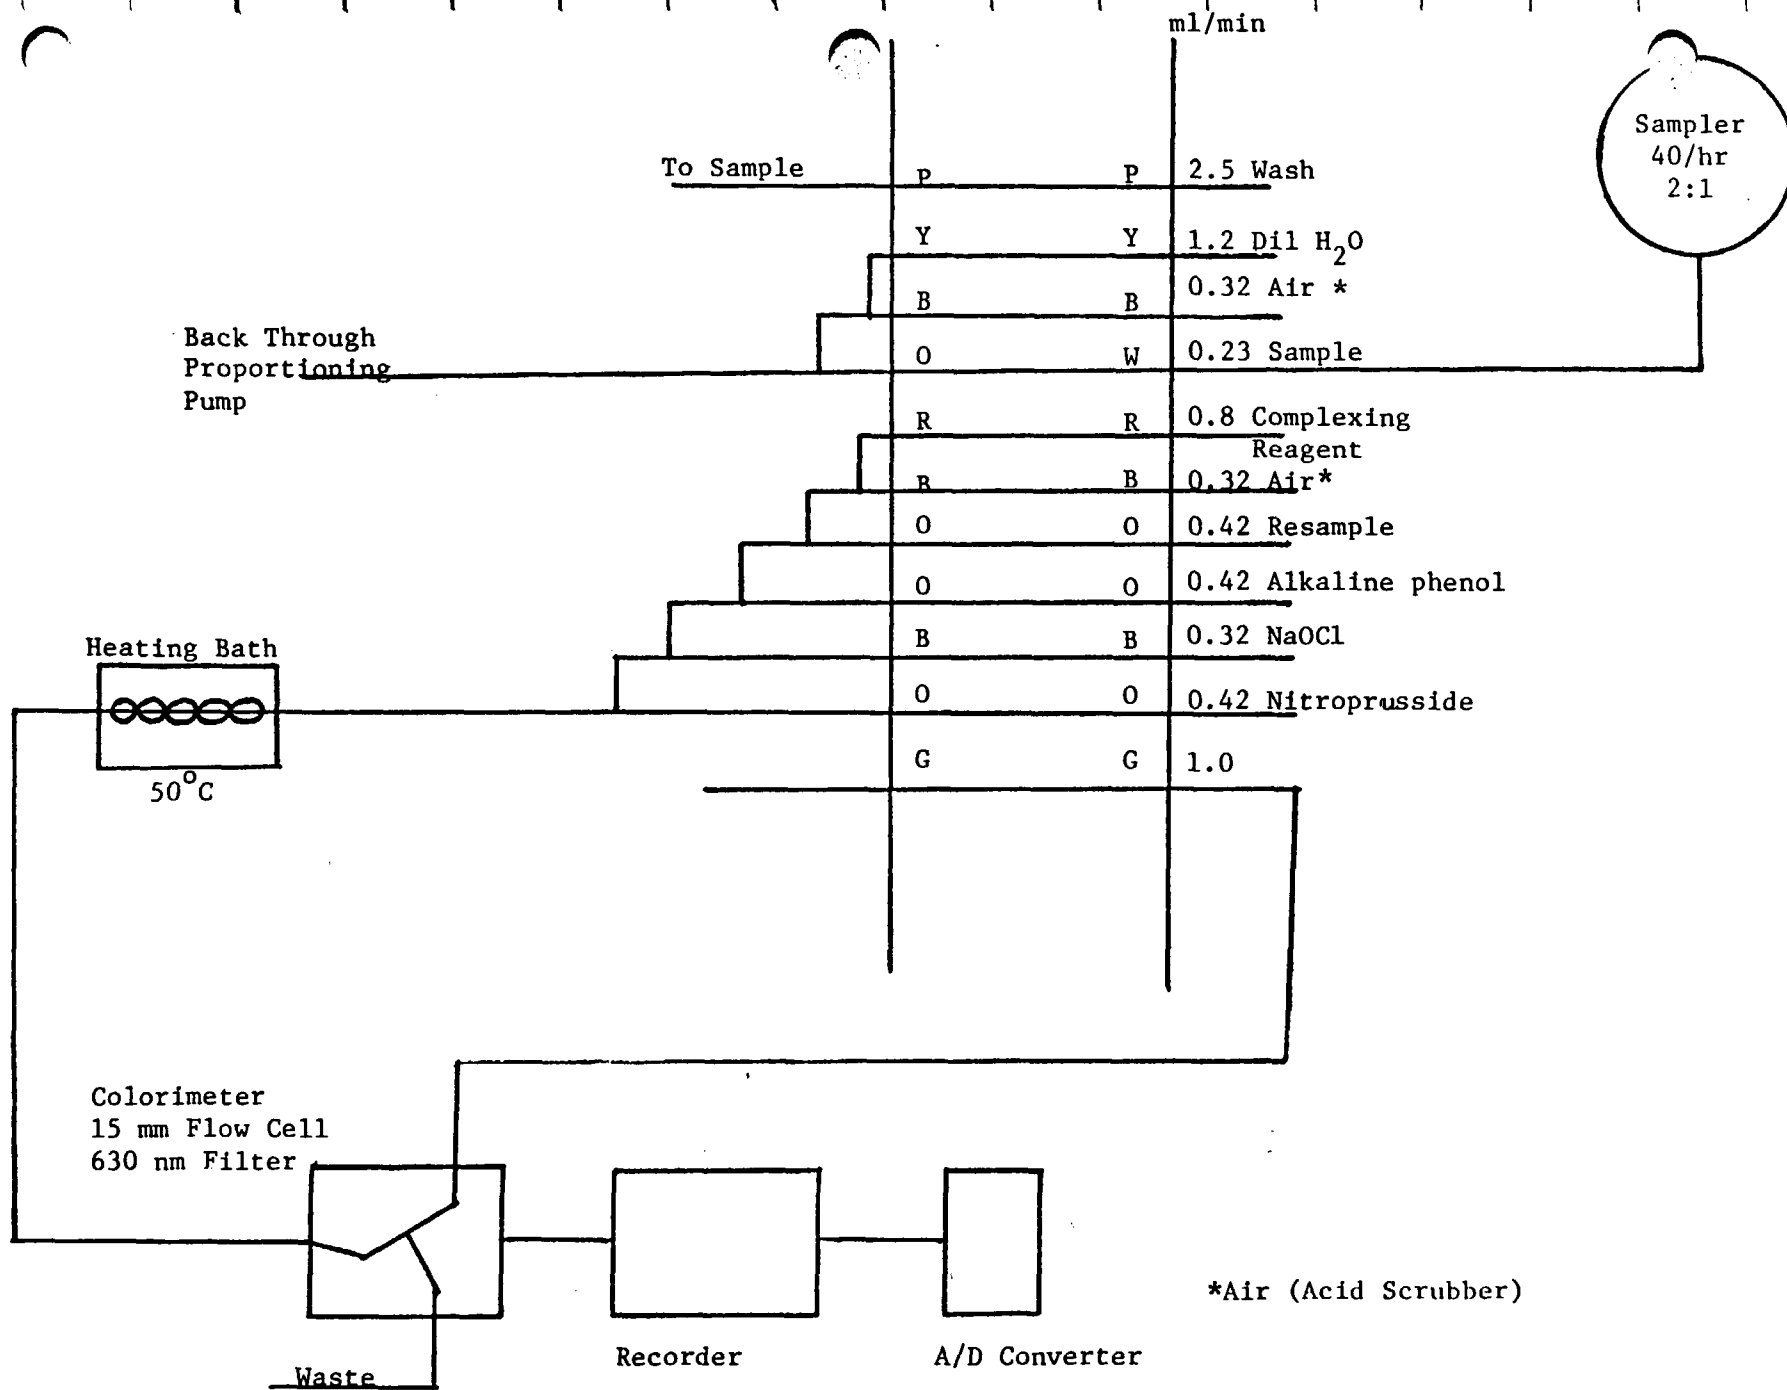 ml/min
Sampler
40/hr
2:1
To Sample P P 2.5 Wash
Y Y 1.2 Dil H₂O
B B 0.32 Air *
Back Through
Proportioning
Pump
O W 0.23 Sample
R R 0.8 Complexing
Reagent
B B 0.32 Air*
O O 0.42 Resample
O O 0.42 Alkaline phenol
Heating Bath
B B 0.32 NaOCl
O O 0.42 Nitroprusside
50°C
G G 1.0
Colorimeter
15 mm Flow Cell
630 nm Filter
*Air (Acid Scrubber)
Recorder
A/D Converter
Waste